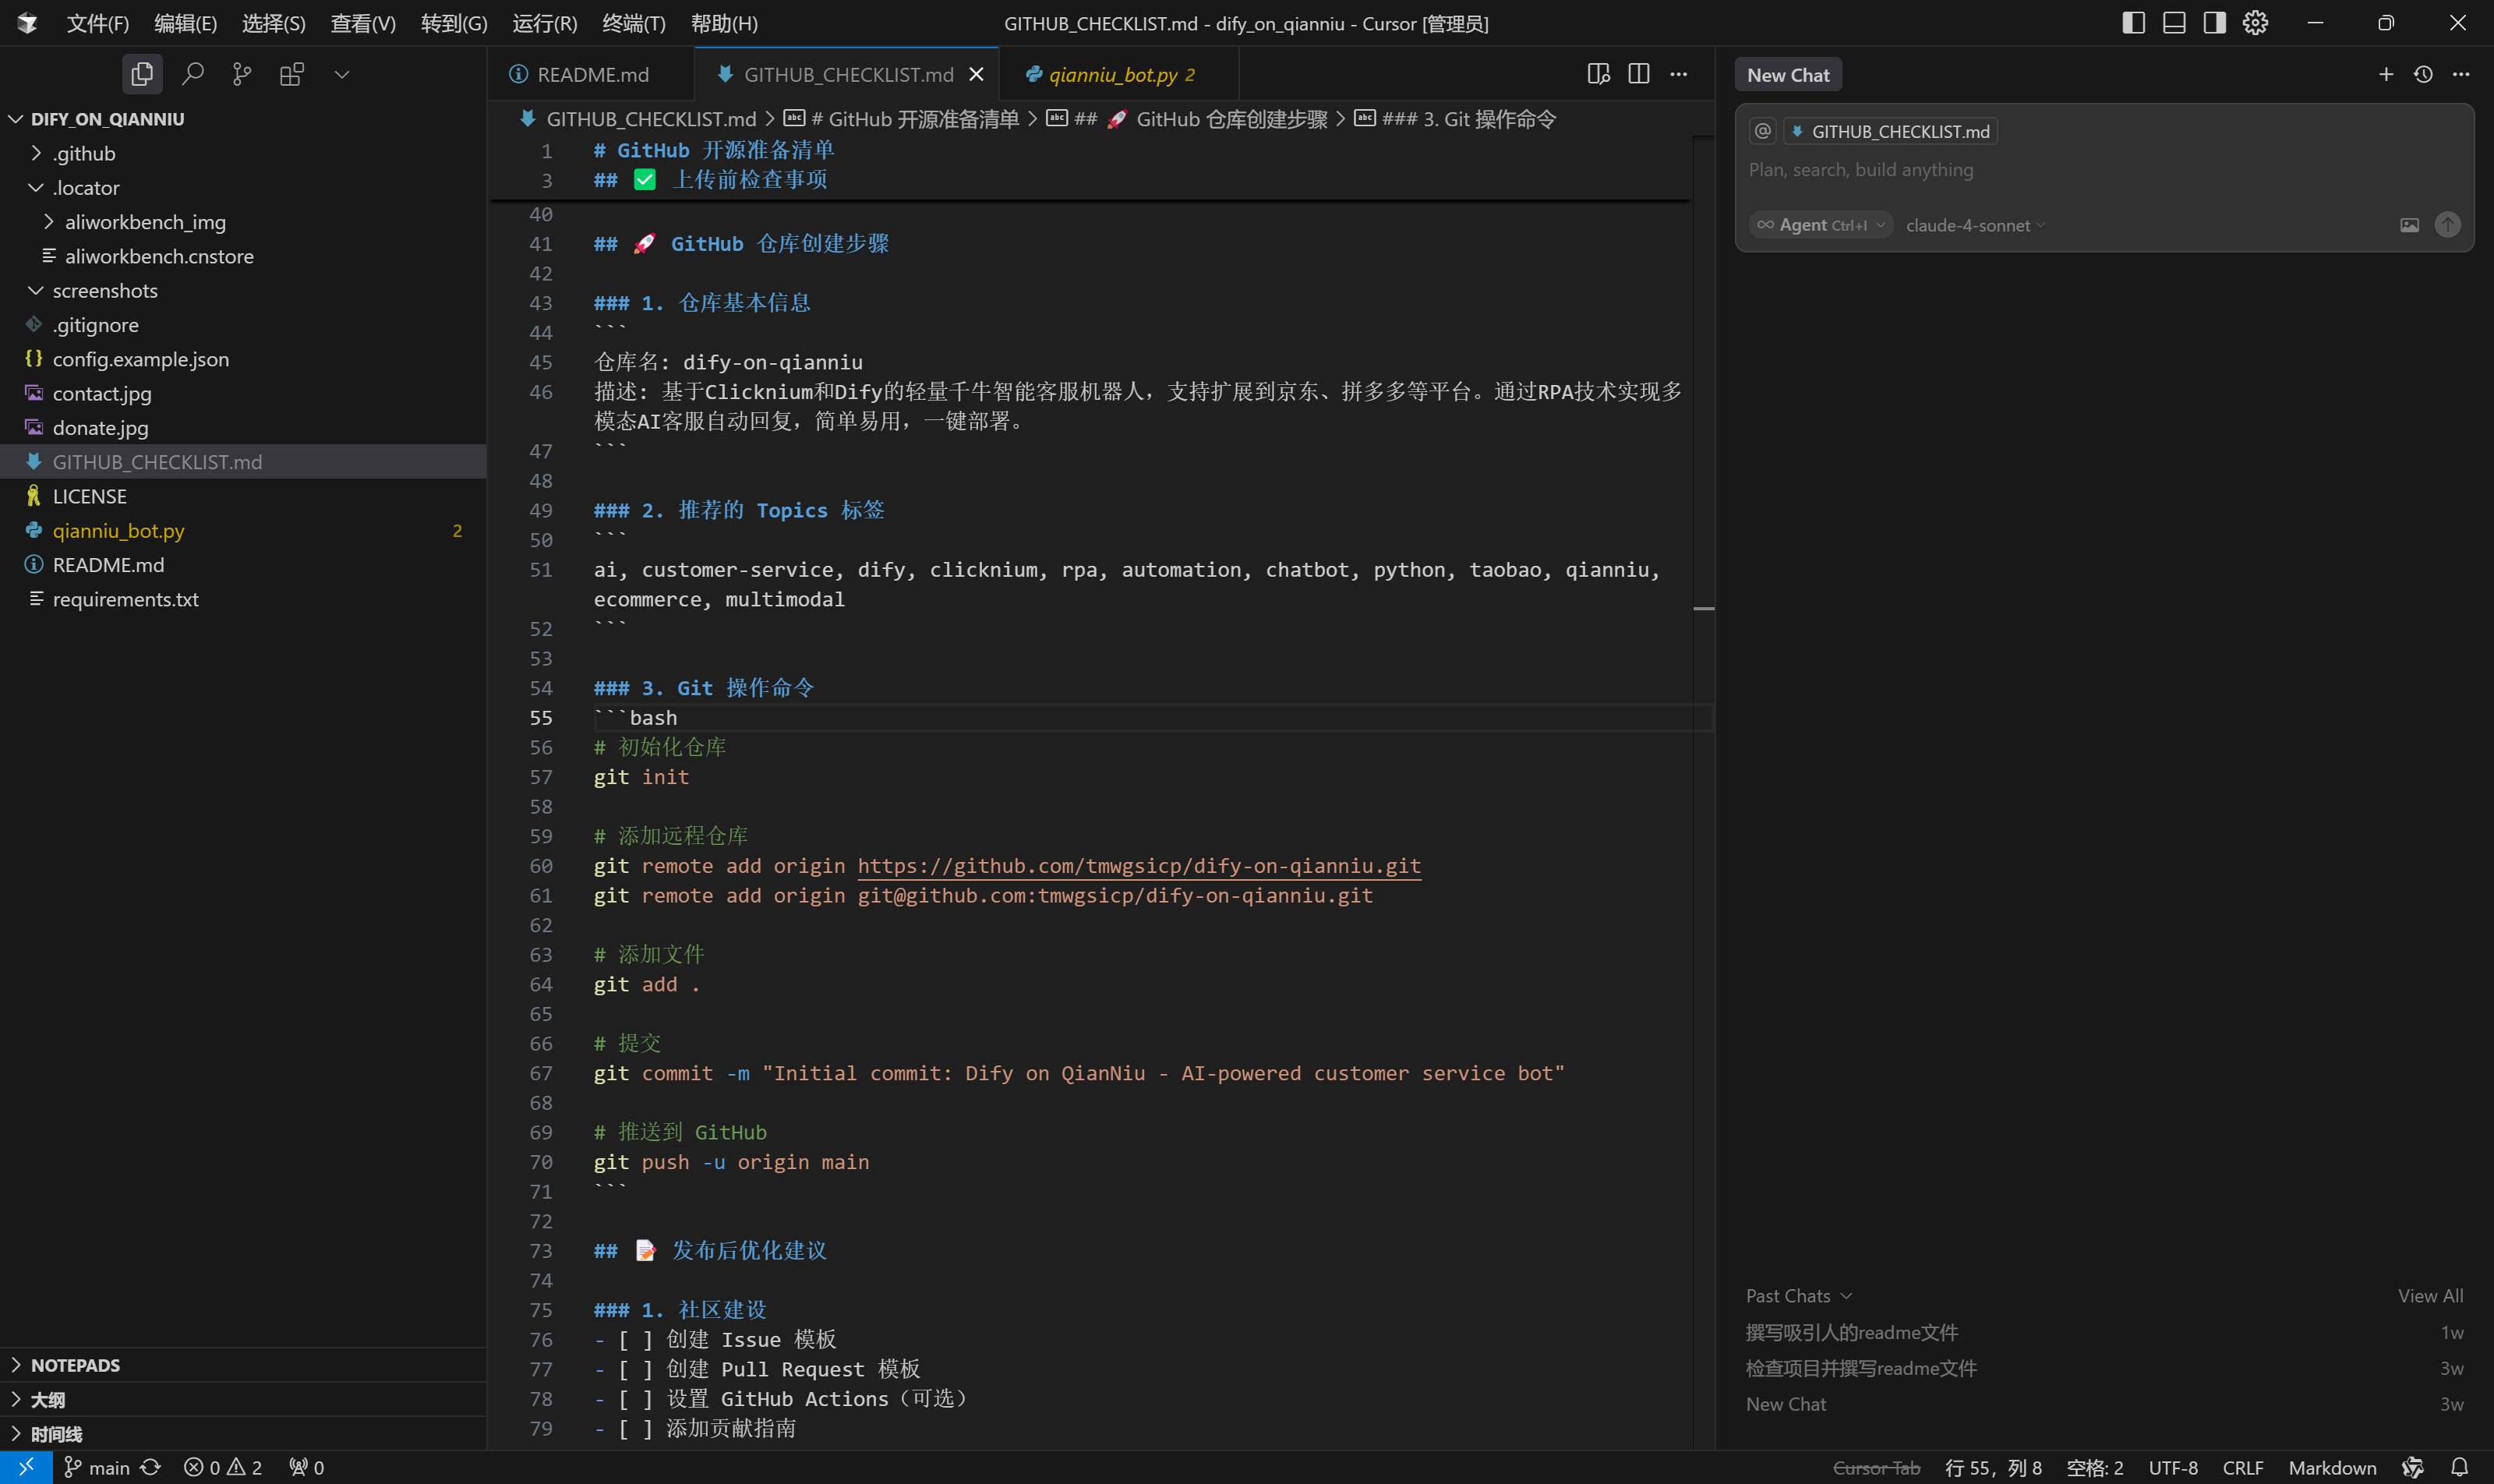 文件(F) 编辑(E) 选择(S) 查看(V) 转到(G) 运行(R) 终端(T) 帮助(H)
GITHUB_CHECKLIST.md - dify_on_qianniu - Cursor [管理员]
DIFY_ON_QIANNIU
.github
.locator
aliworkbench_img
aliworkbench.cnstore
screenshots
.gitignore
config.example.json
contact.jpg
donate.jpg
GITHUB_CHECKLIST.md
LICENSE
qianniu_bot.py 2
README.md
requirements.txt
NOTEPADS
大纲
时间线
README.md
GITHUB_CHECKLIST.md
qianniu_bot.py 2
GITHUB_CHECKLIST.md > # GitHub 开源准备清单 > ## 🚀 GitHub 仓库创建步骤 > ### 3. Git 操作命令
1 # GitHub 开源准备清单
3 ## ✅ 上传前检查事项
40
41 ## 🚀 GitHub 仓库创建步骤
42
43 ### 1. 仓库基本信息
44 ```
45 仓库名: dify-on-qianniu
46 描述: 基于Clicknium和Dify的轻量千牛智能客服机器人，支持扩展到京东、拼多多等平台。通过RPA技术实现多
模态AI客服自动回复，简单易用，一键部署。
47 ```
48
49 ### 2. 推荐的 Topics 标签
50 ```
51 ai, customer-service, dify, clicknium, rpa, automation, chatbot, python, taobao, qianniu,
ecommerce, multimodal
52 ```
53
54 ### 3. Git 操作命令
55 ```bash
56 # 初始化仓库
57 git init
58
59 # 添加远程仓库
60 git remote add origin https://github.com/tmwgsicp/dify-on-qianniu.git
61 git remote add origin git@github.com:tmwgsicp/dify-on-qianniu.git
62
63 # 添加文件
64 git add .
65
66 # 提交
67 git commit -m "Initial commit: Dify on QianNiu - AI-powered customer service bot"
68
69 # 推送到 GitHub
70 git push -u origin main
71 ```
72
73 ## 📝 发布后优化建议
74
75 ### 1. 社区建设
76 - [ ] 创建 Issue 模板
77 - [ ] 创建 Pull Request 模板
78 - [ ] 设置 GitHub Actions（可选）
79 - [ ] 添加贡献指南
New Chat
@ GITHUB_CHECKLIST.md
Plan, search, build anything
Agent Ctrl+I claude-4-sonnet
Past Chats View All
撰写吸引人的readme文件 1w
检查项目并撰写readme文件 3w
New Chat 3w
main 0 2 0
Cursor Tab 行 55，列 8 空格: 2 UTF-8 CRLF Markdown